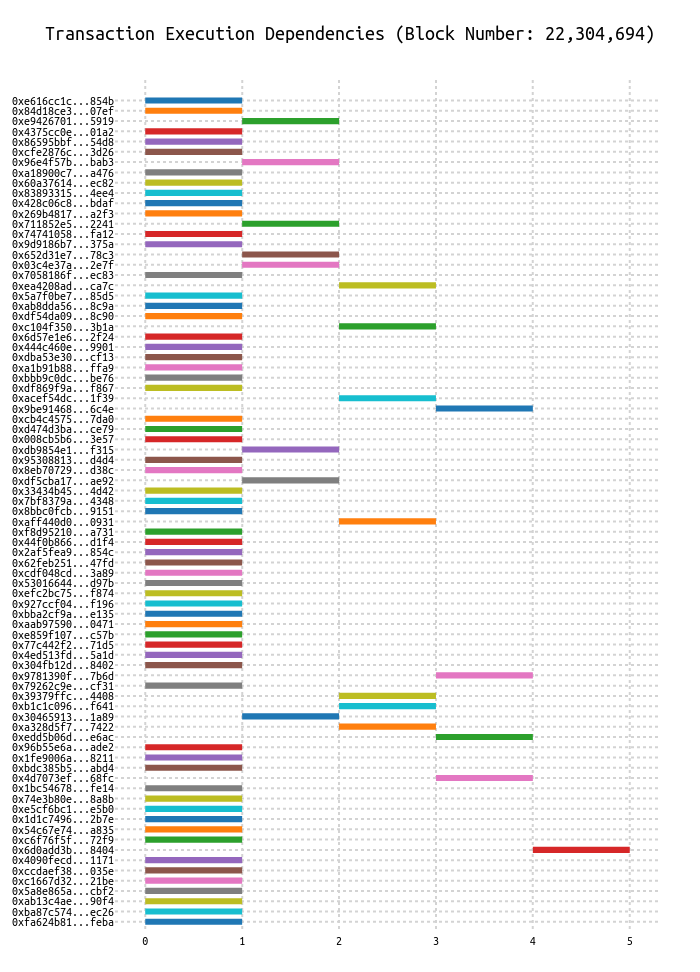 Transaction Execution Dependencies (Block Number: 22,304,694)
0xe616cc1c...854b
0x84d18ce3...07ef
0xe9426701...5919
0x4375cc0e...01a2
0x86595bbf...54d8
0xcfe2876c...3d26
0x96e4f57b...bab3
0xa18900c7...a476
0x60a37614...ec82
0x83893315...4ee4
0x428c06c8...bdaf
0x269b4817...a2f3
0x711852e5...2241
0x74741058...fa12
0x9d9186b7...375a
0x652d31e7...78c3
0x03c4e37a...2e7f
0x7058186f...ec83
0xea4208ad...ca7c
0x5a7f0be7...85d5
0xab8dda56...8c9a
0xdf54da09...8c90
0xc104f350...3b1a
0x6d57e1e6...2f24
0x444c460e...9901
0xdba53e30...cf13
0xa1b91b88...ffa9
0xbbb9c0dc...be76
0xdf869f9a...f867
0xacef54dc...1f39
0x9be91468...6c4e
0xcb4c4575...7da0
0xd474d3ba...ce79
0x008cb5b6...3e57
0xdb9854e1...f315
0x95308813...d4d4
0x8eb70729...d38c
0xdf5cba17...ae92
0x33434b45...4d42
0x7bf8379a...4348
0x8bbc0fcb...9151
0xaff440d0...0931
0xf8d95210...a731
0x44f0b866...d1f4
0x2af5fea9...854c
0x62feb251...47fd
0xcdf048cd...3a89
0x53016644...d97b
0xefc2bc75...f874
0x927ccf04...f196
0xbba2cf9a...e135
0xaab97590...0471
0xe859f107...c57b
0x77c442f2...71d5
0x4ed513fd...5a1d
0x304fb12d...8402
0x9781390f...7b6d
0x79262c9e...cf31
0x39379ffc...4408
0xb1c1c096...f641
0x30465913...1a89
0xa328d5f7...7422
0xedd5b06d...e6ac
0x96b55e6a...ade2
0x1fe9006a...8211
0xbdc385b5...abd4
0x4d7073ef...68fc
0x1bc54678...fe14
0x74e3b80e...8a8b
0xe5cf6bc1...e5b0
0x1d1c7496...2b7e
0x54c67e74...a835
0xc6f76f5f...72f9
0x6d0add3b...8404
0x4090fecd...1171
0xccdaef38...035e
0xc1667d32...21be
0x5a8e865a...cbf2
0xab13c4ae...90f4
0xba87c574...ec26
0xfa624b81...feba
0 1 2 3 4 5